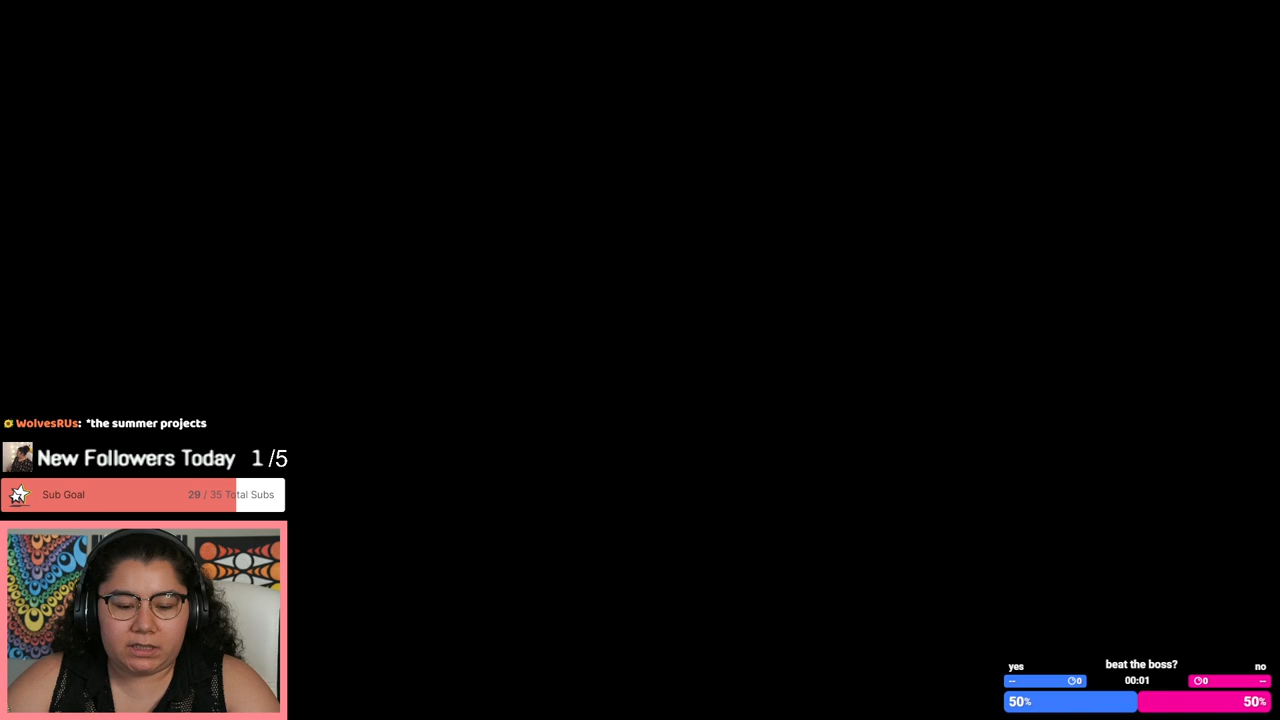 WolvesRUs: *the summer projects
New Followers Today 1 /5
Sub Goal 29 / 35 Total Subs
yes beat the boss? no
-- 0 00:01 0 --
50% 50%